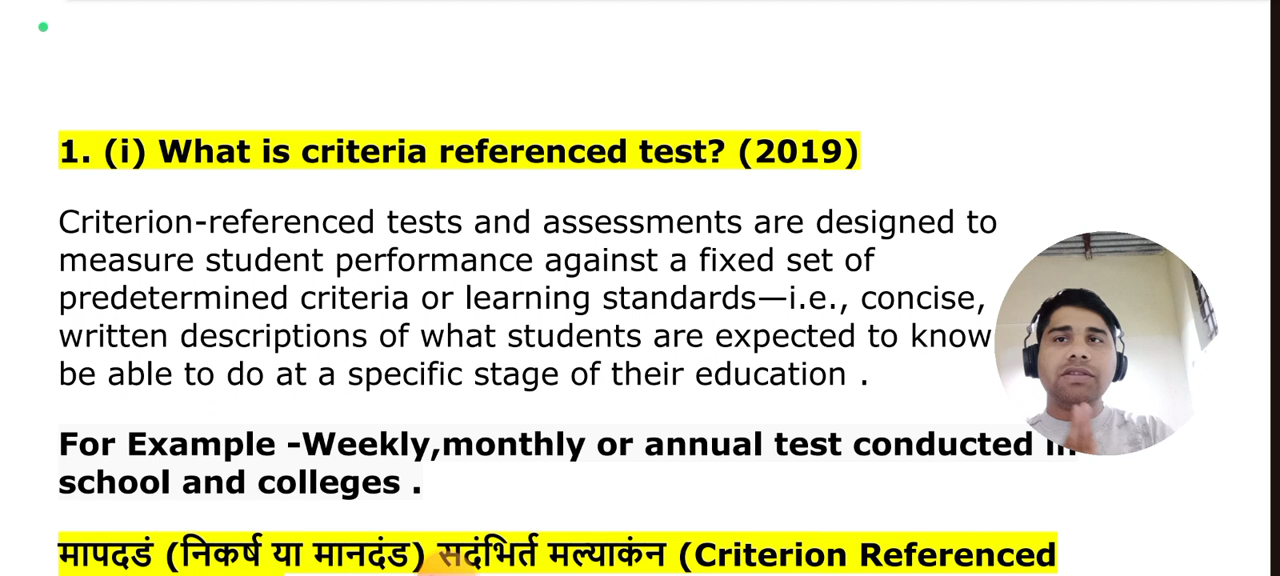 1. (i) What is criteria referenced test? (2019)
Criterion-referenced tests and assessments are designed to
measure student performance against a fixed set of
predetermined criteria or learning standards—i.e., concise,
written descriptions of what students are expected to know
be able to do at a specific stage of their education .
For Example -Weekly,monthly or annual test conducted
school and colleges .
मापदडं (निकर्ष या मानदंड) सदंभिर्त मल्याकंन (Criterion Referenced